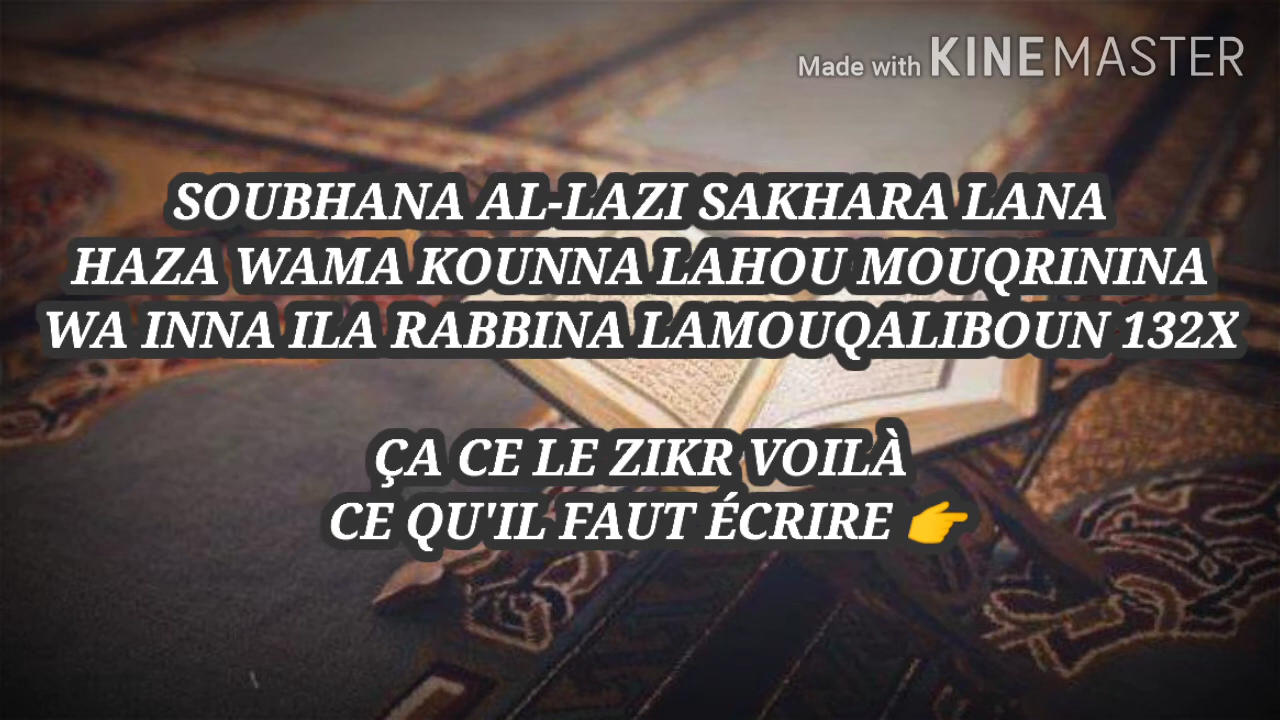 Made with KINEMASTER
SOUBHANA AL-LAZI SAKHARA LANA
HAZA WAMA KOUNNA LAHOU MOUQRININA
WA INNA ILA RABBINA LAMOUQALIBOUN 132X
ÇA CE LE ZIKR VOILÀ
CE QU'IL FAUT ÉCRIRE 👉